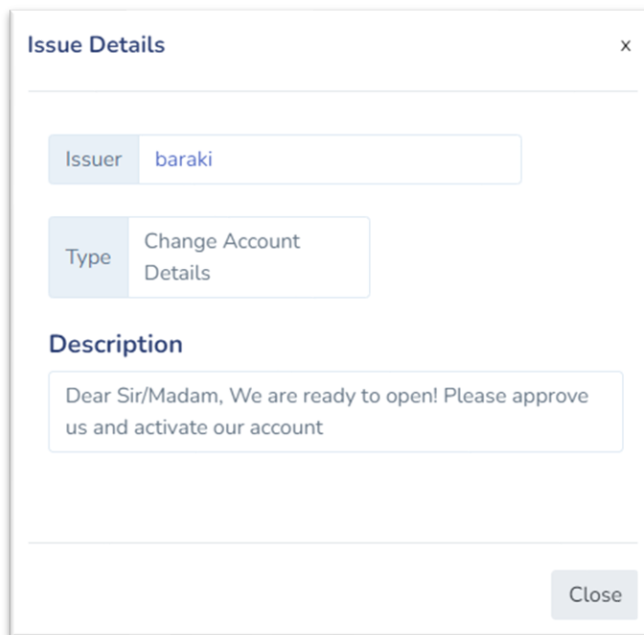 Issue Details
x
Issuer
baraki
Type
Change Account
Details
Description
Dear Sir/Madam, We are ready to open! Please approve
us and activate our account
Close